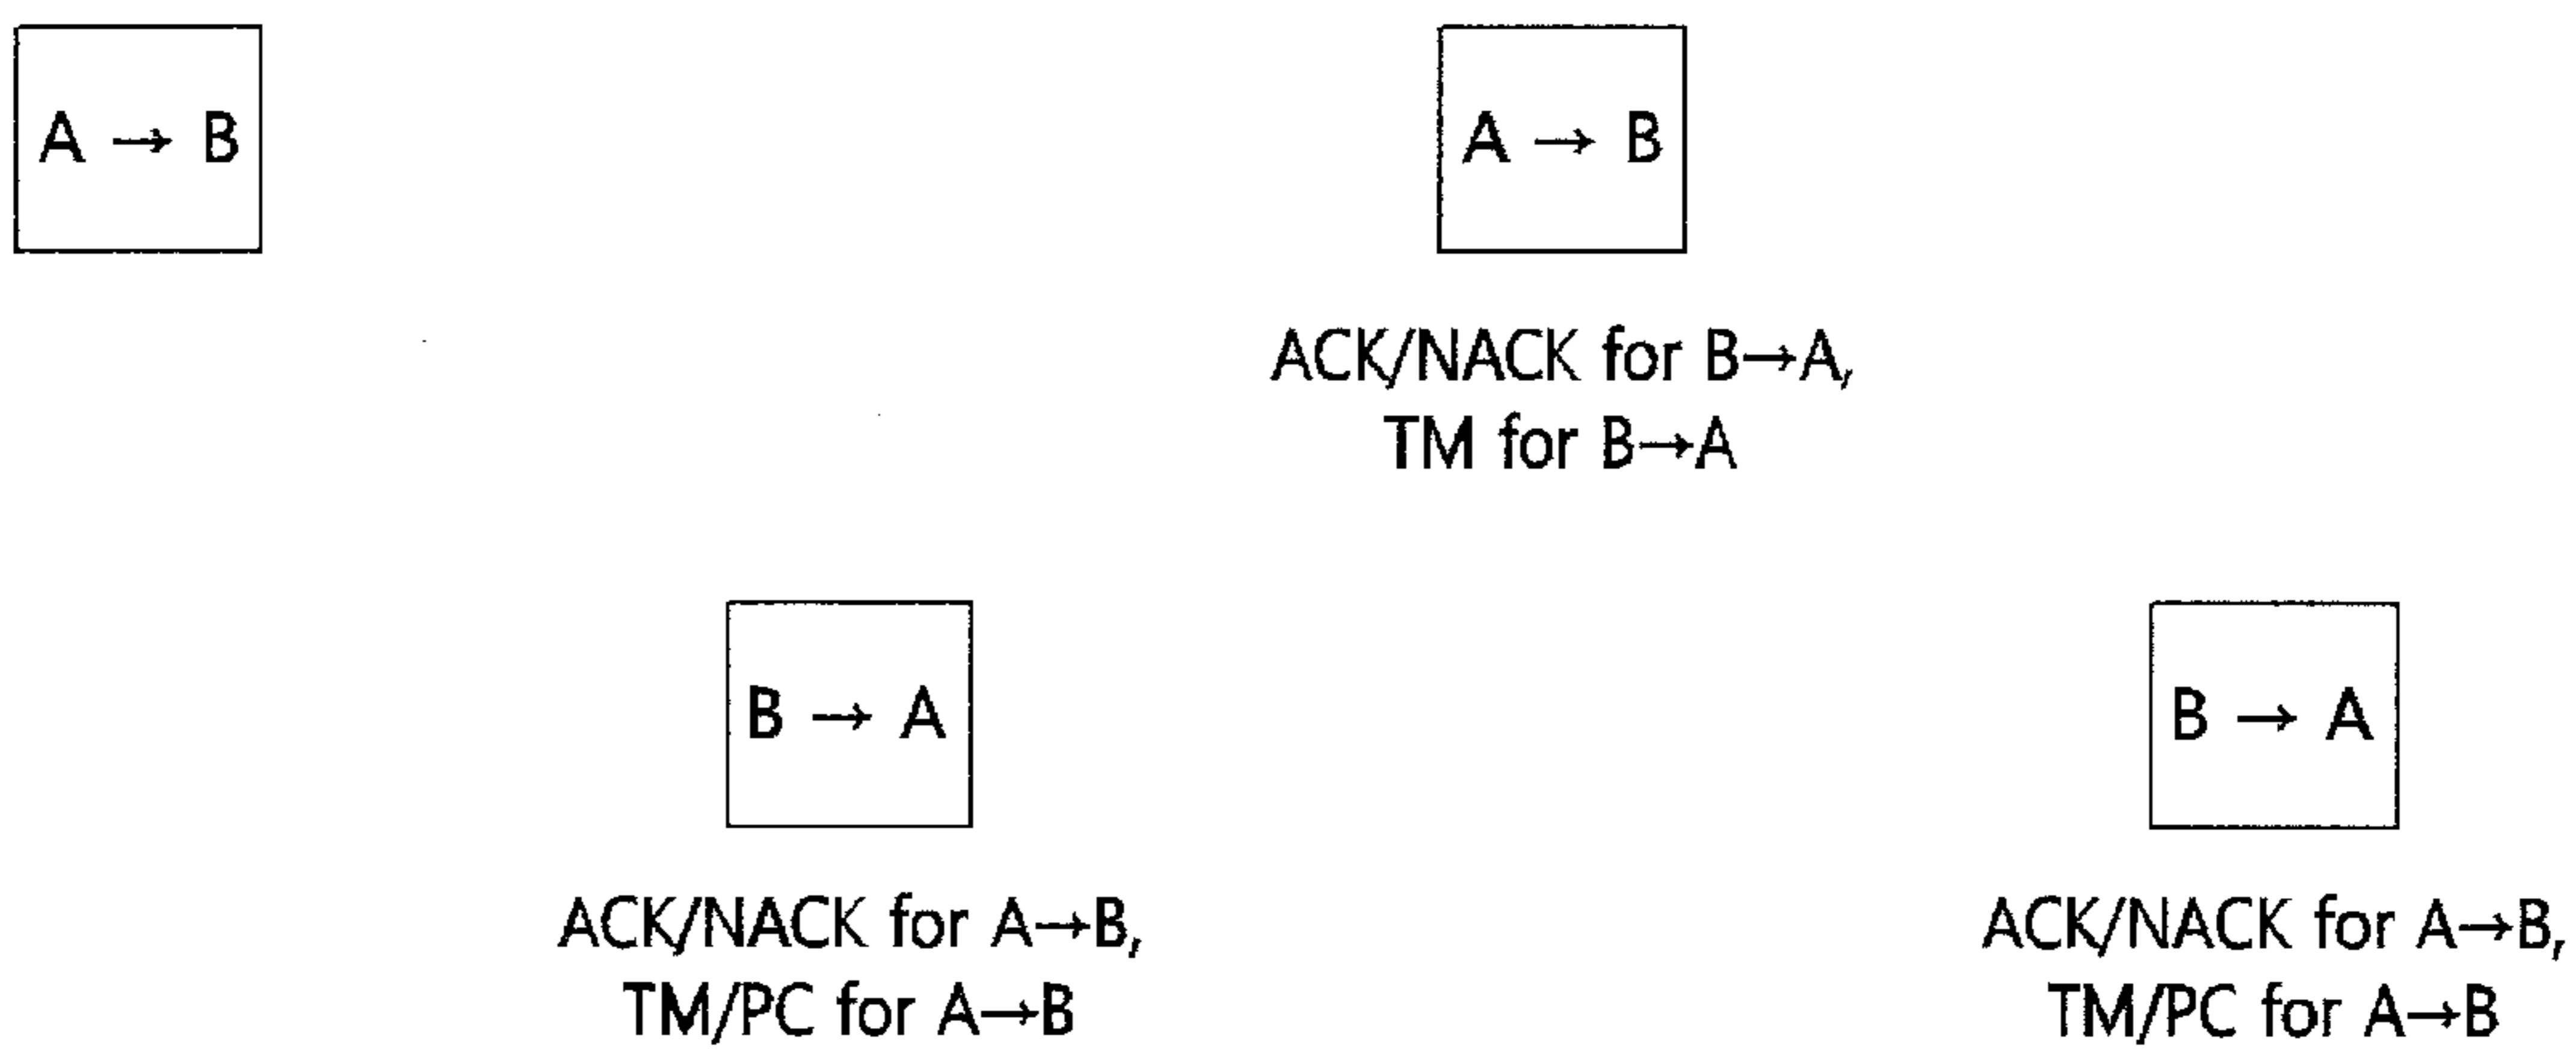 A → B
A → B
ACK/NACK for B→A,
TM for B→A
B → A
B → A
ACK/NACK for A→B,
TM/PC for A→B
ACK/NACK for A→B,
TM/PC for A→B